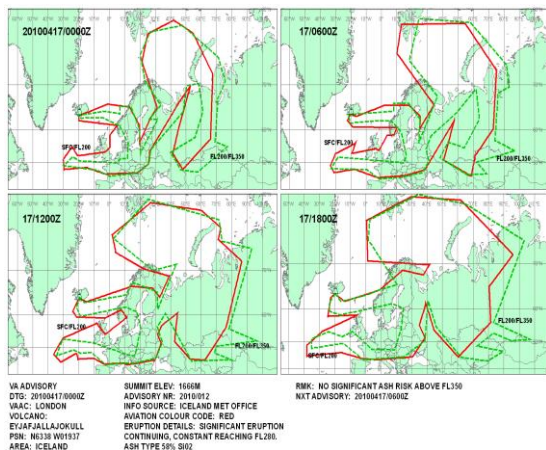 20100417/0000Z
SFC/FL200
FL200/FL350
17/0600Z
SFC/FL200
FL200/FL350
17/1200Z
SFC/FL200
FL200/FL350
17/1800Z
SFC/FL200
FL200/FL350
VA ADVISORY
DTG: 20100417/0000Z
VAAC: LONDON
VOLCANO:
EYJAFJALLAJOKULL
PSN: N6338 W01937
AREA: ICELAND
SUMMIT ELEV: 1666M
ADVISORY NR: 2010/012
INFO SOURCE: ICELAND MET OFFICE
AVIATION COLOUR CODE: RED
ERUPTION DETAILS: SIGNIFICANT ERUPTION
CONTINUING, CONSTANT REACHING FL200.
ASH TYPE 58% SI02
RMK: NO SIGNIFICANT ASH RISK ABOVE FL350
NXT ADVISORY: 20100417/0600Z